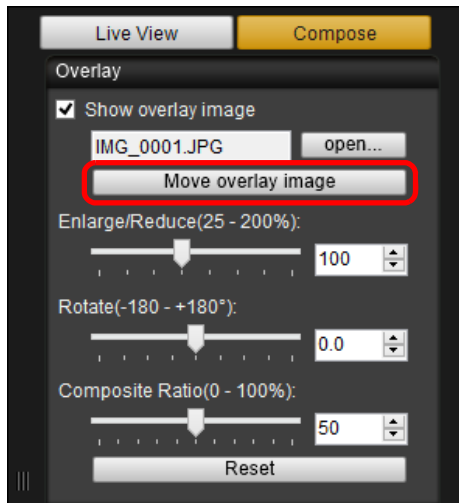 Live View Compose
Overlay
Show overlay image
IMG_0001.JPG open...
Move overlay image
Enlarge/Reduce(25 - 200%):
100
Rotate(-180 - +180°):
0.0
Composite Ratio(0 - 100%):
50
Reset